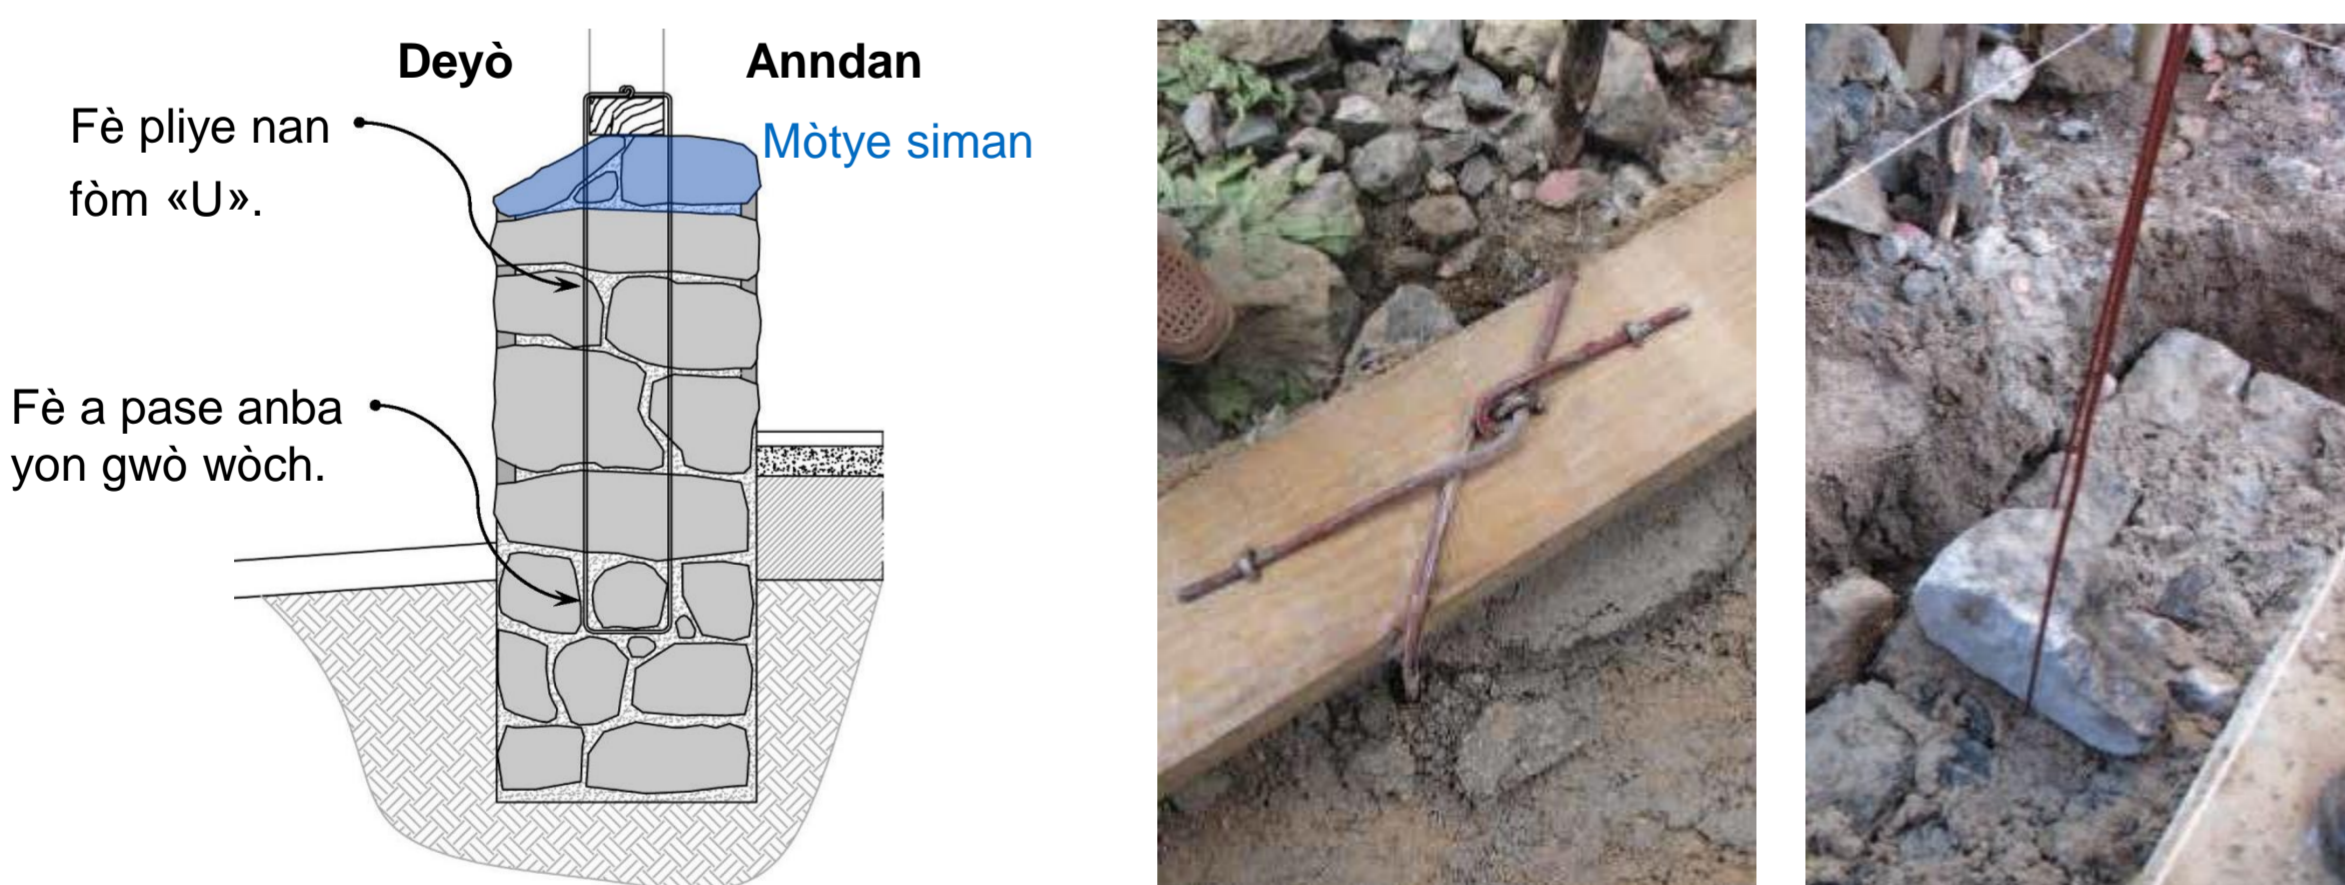 Deyò
Anndan
Fè pliye nan
fòm «U».
Mòtye siman
Fè a pase anba
yon gwò wòch.